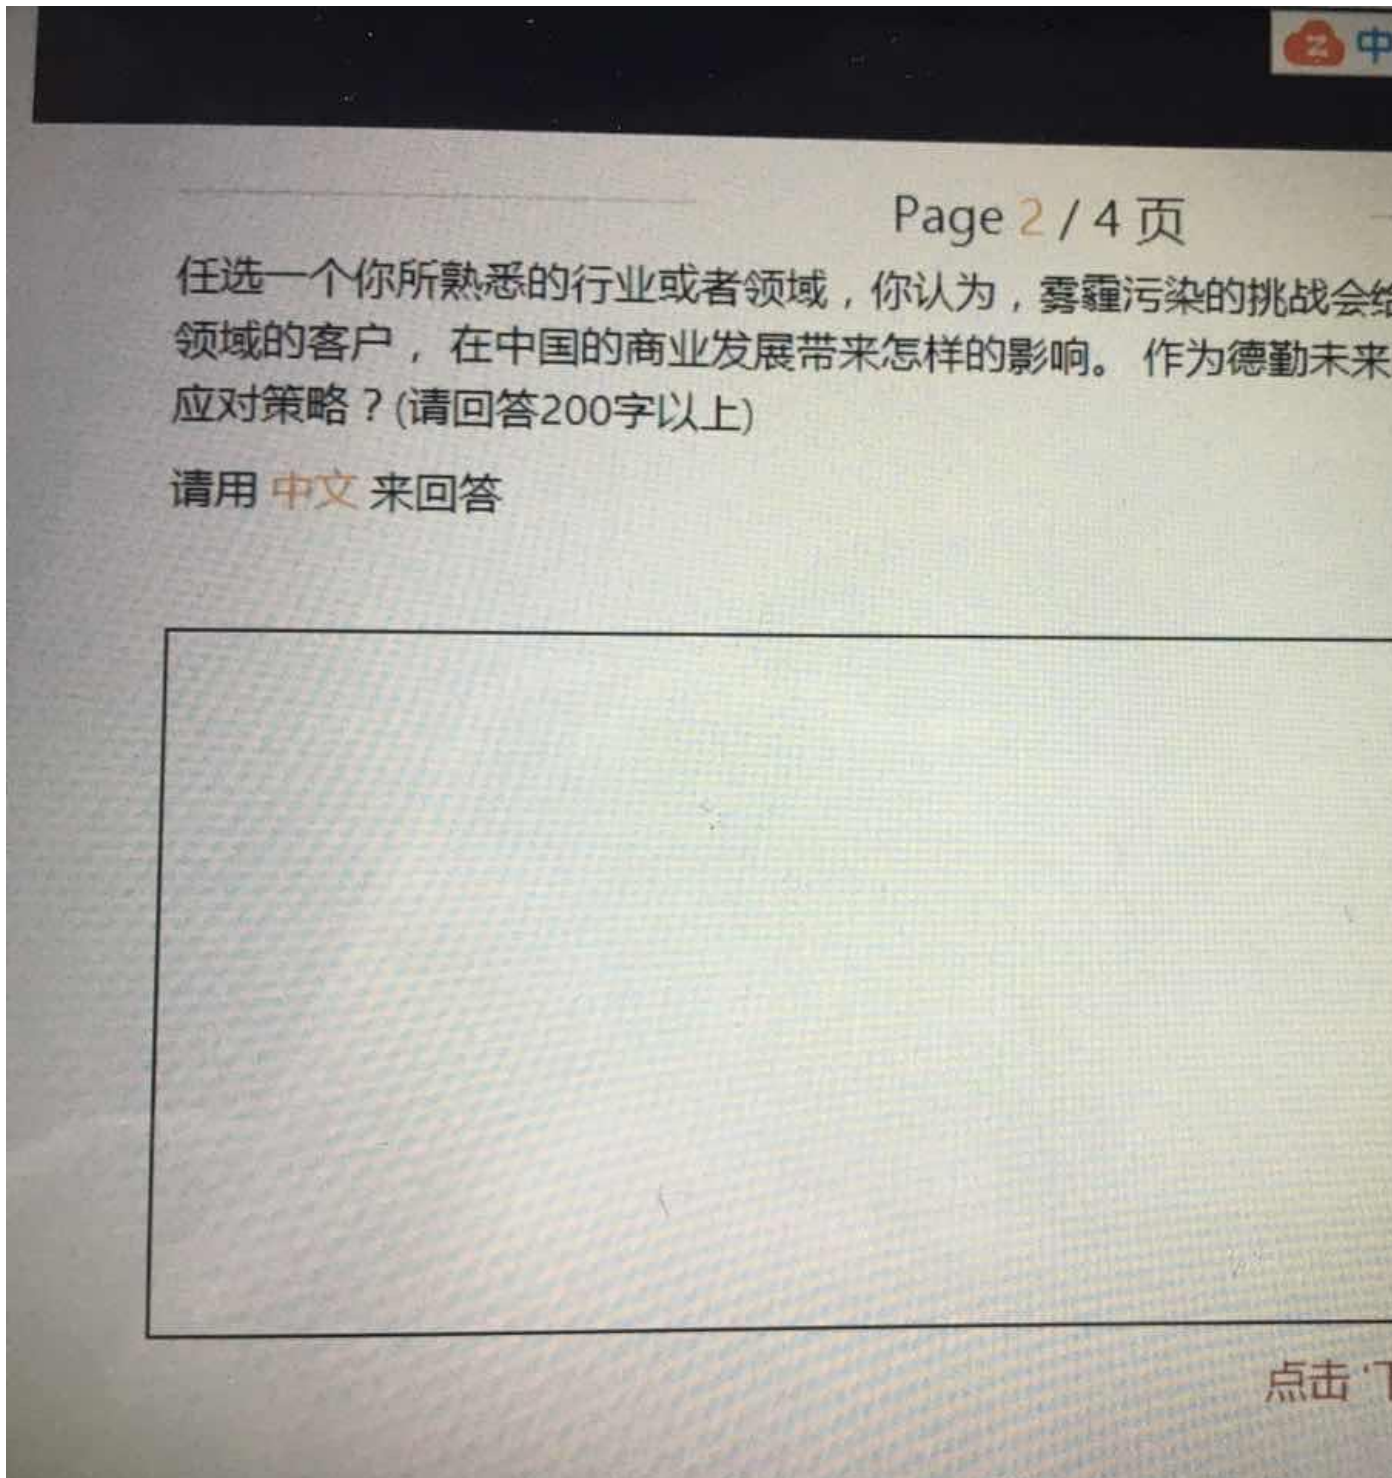 中
Page 2 / 4 页
任选一个你所熟悉的行业或者领域，你认为，雾霾污染的挑战会给
领域的客户， 在中国的商业发展带来怎样的影响。 作为德勤未来
应对策略？(请回答200字以上)
请用 中文 来回答
点击 '下